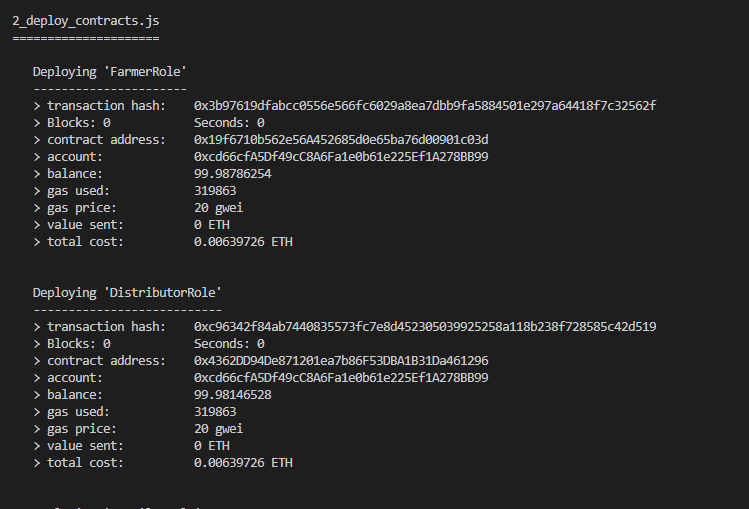 2_deploy_contracts.js
=====================
Deploying 'FarmerRole'
----------------------
> transaction hash: 0x3b97619dfabcc0556e566fc6029a8ea7dbb9fa5884501e297a64418f7c32562f
> Blocks: 0 Seconds: 0
> contract address: 0x19f6710b562e56A452685d0e65ba76d00901c03d
> account: 0xcd66cfA5Df49cC8A6Fa1e0b61e225Ef1A278BB99
> balance: 99.98786254
> gas used: 319863
> gas price: 20 gwei
> value sent: 0 ETH
> total cost: 0.00639726 ETH
Deploying 'DistributorRole'
---------------------------
> transaction hash: 0xc96342f84ab7440835573fc7e8d452305039925258a118b238f728585c42d519
> Blocks: 0 Seconds: 0
> contract address: 0x4362DD94De871201ea7b86F53DBA1B31Da461296
> account: 0xcd66cfA5Df49cC8A6Fa1e0b61e225Ef1A278BB99
> balance: 99.98146528
> gas used: 319863
> gas price: 20 gwei
> value sent: 0 ETH
> total cost: 0.00639726 ETH